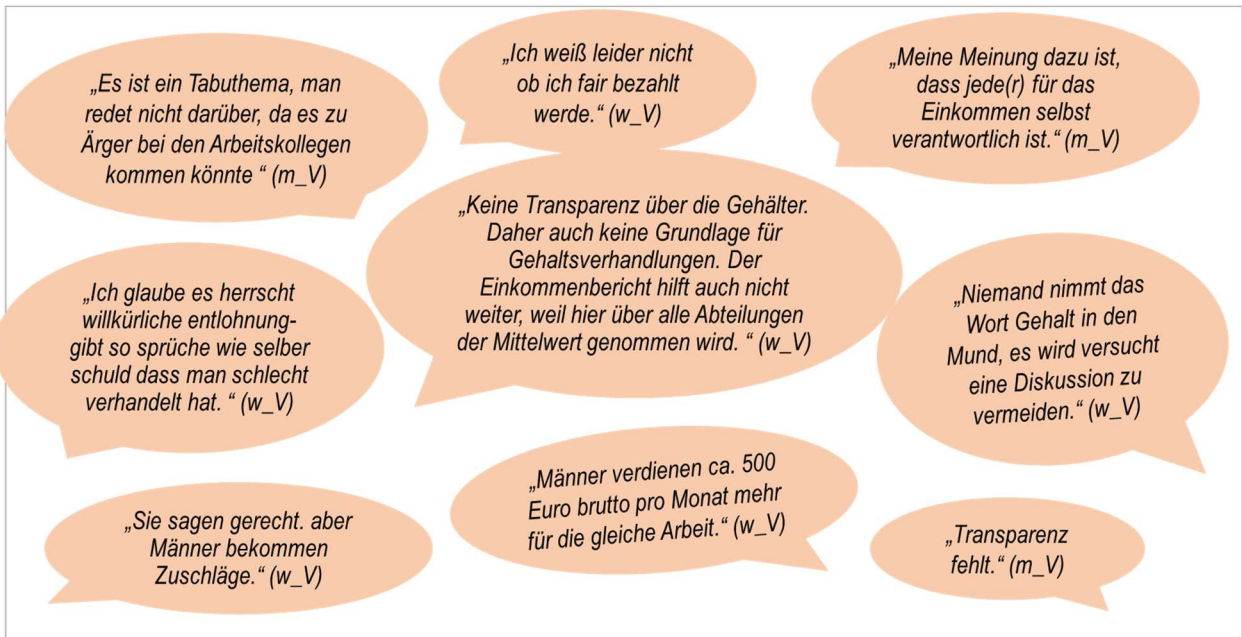 „Es ist ein Tabuthema, man
redet nicht darüber, da es zu
Ärger bei den Arbeitskollegen
kommen könnte “ (m_V)
„Ich weiß leider nicht
ob ich fair bezahlt
werde.“ (w_V)
„Meine Meinung dazu ist,
dass jede(r) für das
Einkommen selbst
verantwortlich ist.“ (m_V)
„Keine Transparenz über die Gehälter.
Daher auch keine Grundlage für
Gehaltsverhandlungen. Der
Einkommenbericht hilft auch nicht
weiter, weil hier über alle Abteilungen
der Mittelwert genommen wird. “ (w_V)
„Ich glaube es herrscht
willkürliche entlohnung-
gibt so sprüche wie selber
schuld dass man schlecht
verhandelt hat. “ (w_V)
„Niemand nimmt das
Wort Gehalt in den
Mund, es wird versucht
eine Diskussion zu
vermeiden.“ (w_V)
„Männer verdienen ca. 500
Euro brutto pro Monat mehr
für die gleiche Arbeit.“ (w_V)
„Sie sagen gerecht. aber
Männer bekommen
Zuschläge.“ (w_V)
„Transparenz
fehlt.“ (m_V)